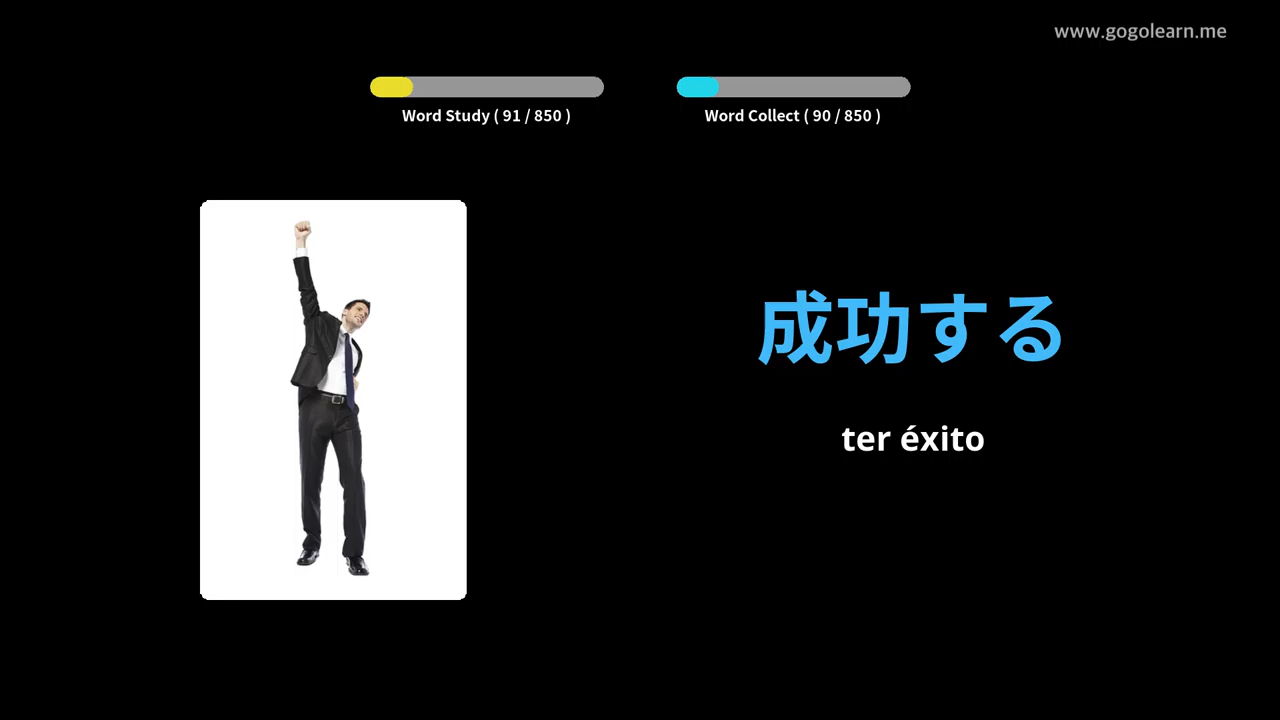 www.gogolearn.me
Word Study ( 91 / 850 )
Word Collect ( 90 / 850 )
成功する
ter éxito